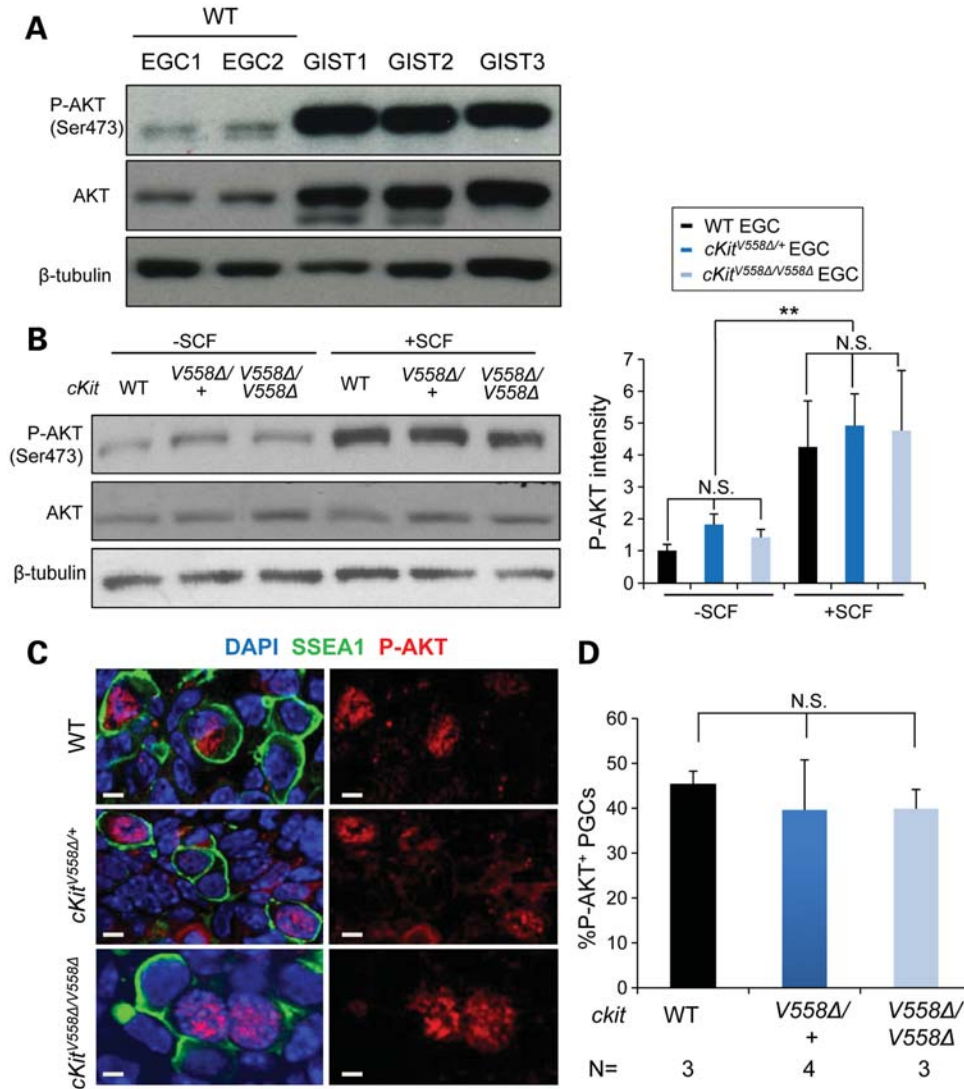 A
WT
EGC1 EGC2 GIST1 GIST2 GIST3
P-AKT
(Ser473)
AKT
β-tubulin
B
-SCF +SCF
cKit WT V558Δ/+ V558Δ/V558Δ WT V558Δ/+ V558Δ/V558Δ
P-AKT
(Ser473)
AKT
β-tubulin
WT EGC
cKitV558Δ/+ EGC
cKitV558Δ/V558Δ EGC
**
N.S.
N.S.
P-AKT intensity
7
6
5
4
3
2
1
0
-SCF +SCF
C
DAPI SSEA1 P-AKT
WT
cKitV558Δ/+
cKitV558Δ/V558Δ
D
N.S.
%P-AKT+ PGCs
60
50
40
30
20
10
0
ckit WT V558Δ/+ V558Δ/V558Δ
N= 3 4 3